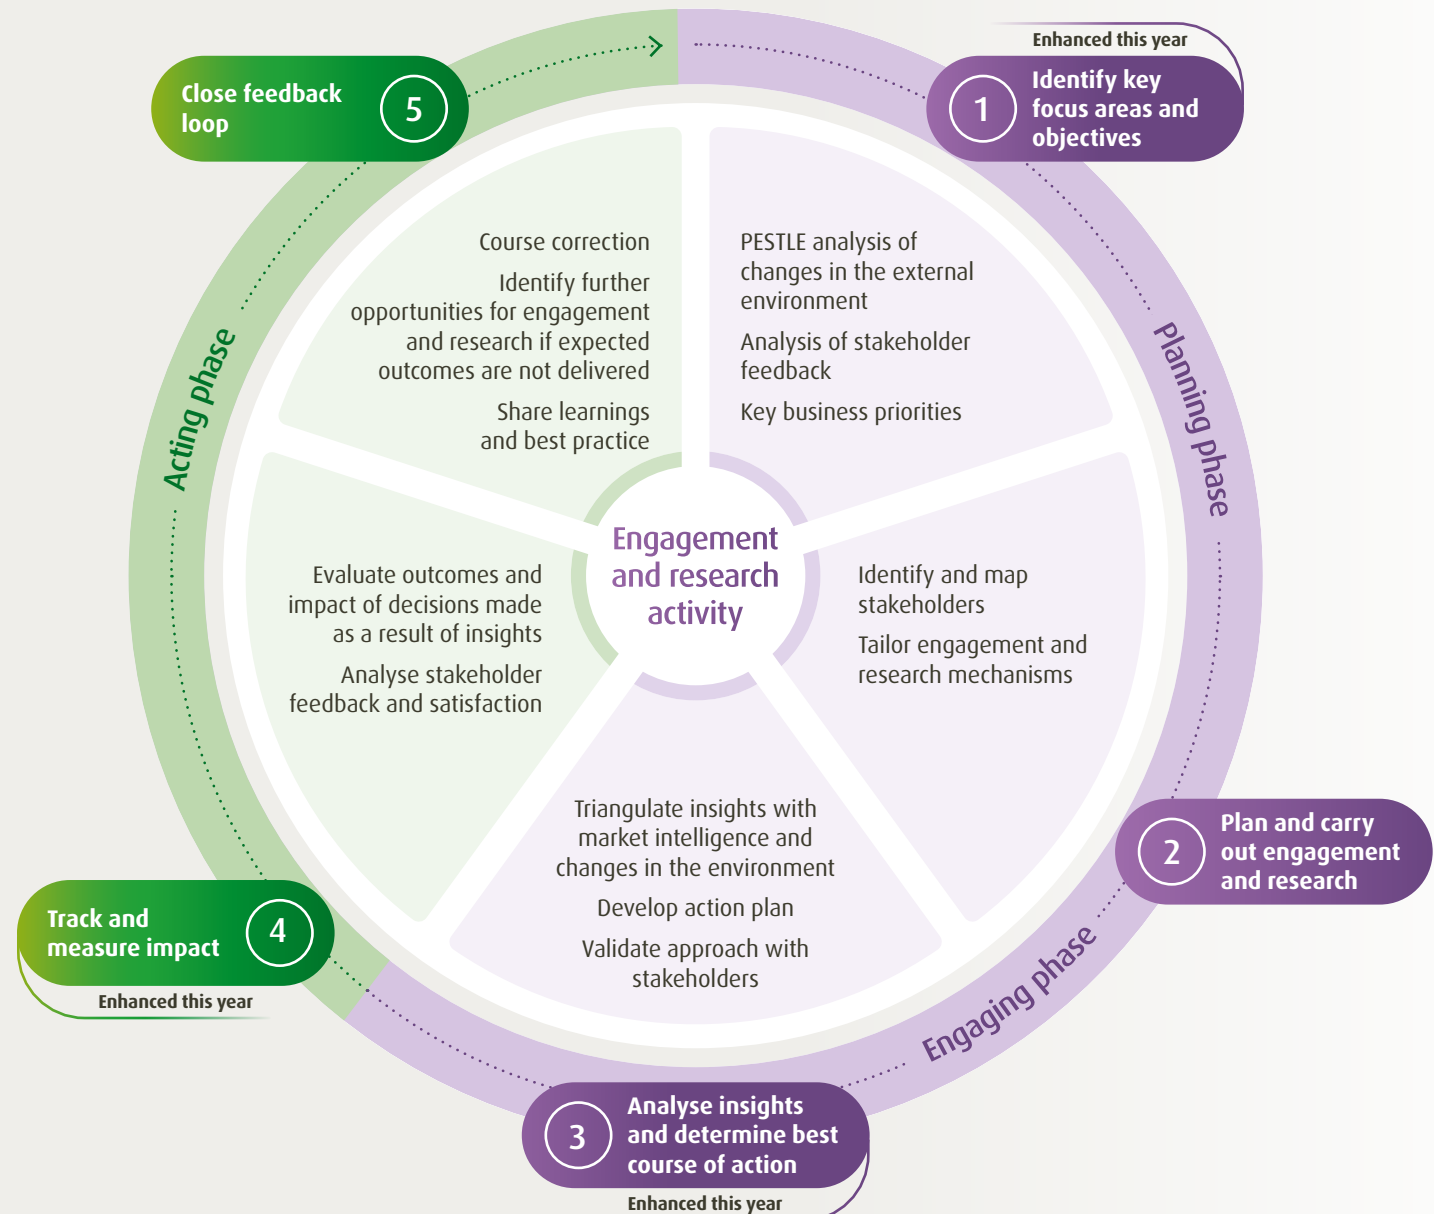 Enhanced this year
1
Identify key
focus areas and
objectives
PESTLE analysis of
changes in the external
environment
Analysis of stakeholder
feedback
Key business priorities
Planning phase
2
Plan and carry
out engagement
and research
Identify and map
stakeholders
Tailor engagement and
research mechanisms
Engaging phase
3
Analyse insights
and determine best
course of action
Enhanced this year
Triangulate insights with
market intelligence and
changes in the environment
Develop action plan
Validate approach with
stakeholders
Track and
measure impact
4
Enhanced this year
Evaluate outcomes and
impact of decisions made
as a result of insights
Analyse stakeholder
feedback and satisfaction
Acting phase
Close feedback
loop
5
Course correction
Identify further
opportunities for engagement
and research if expected
outcomes are not delivered
Share learnings
and best practice
Engagement
and research
activity